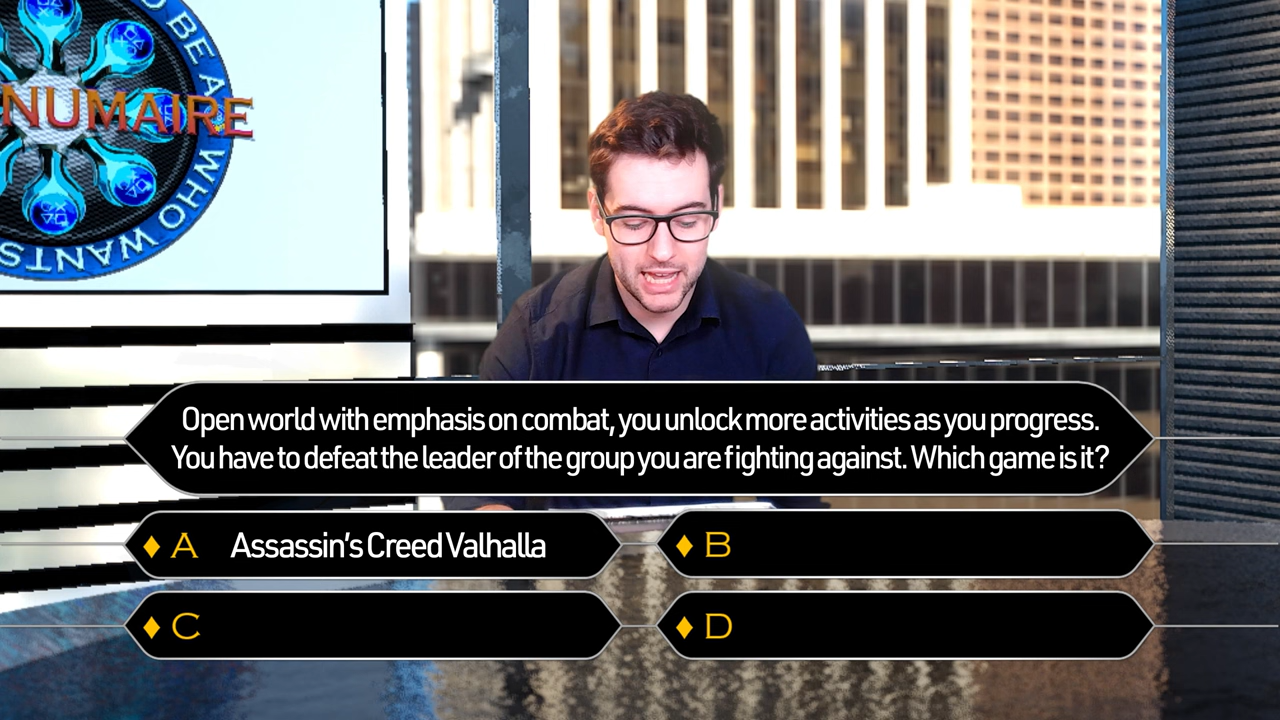 O BE A
NUMAIRE
WHO WANTS
Open world with emphasis on combat, you unlock more activities as you progress.
You have to defeat the leader of the group you are fighting against. Which game is it?
A Assassin's Creed Valhalla
B
C
D